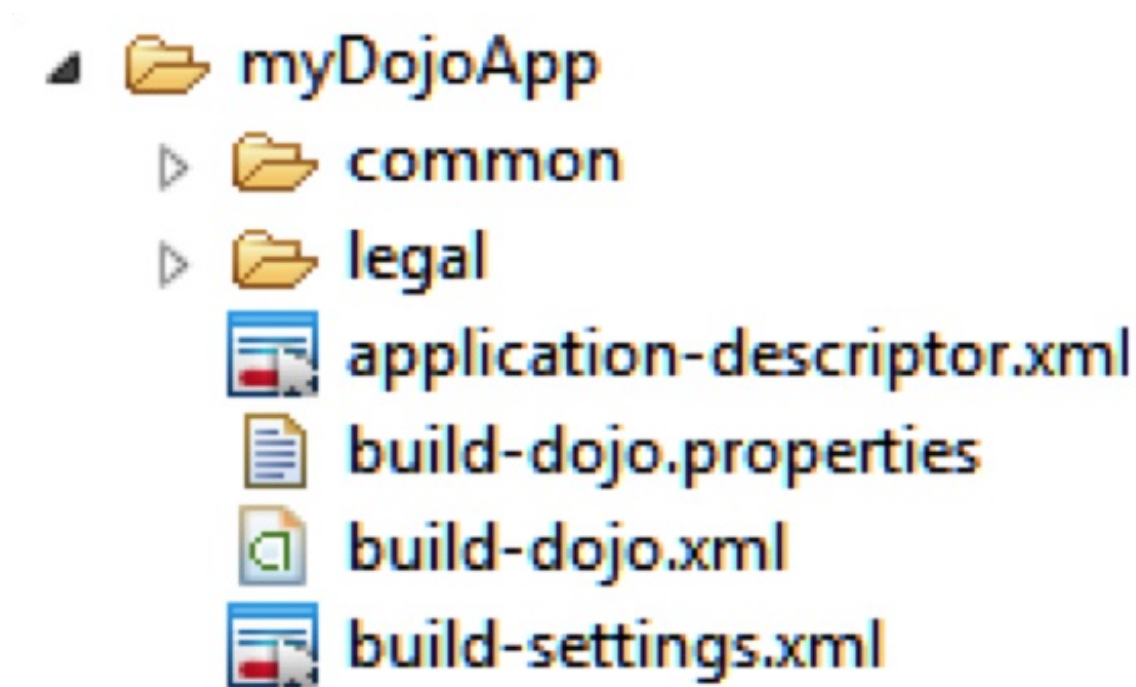 myDojoApp
common
legal
application-descriptor.xml
build-dojo.properties
build-dojo.xml
build-settings.xml